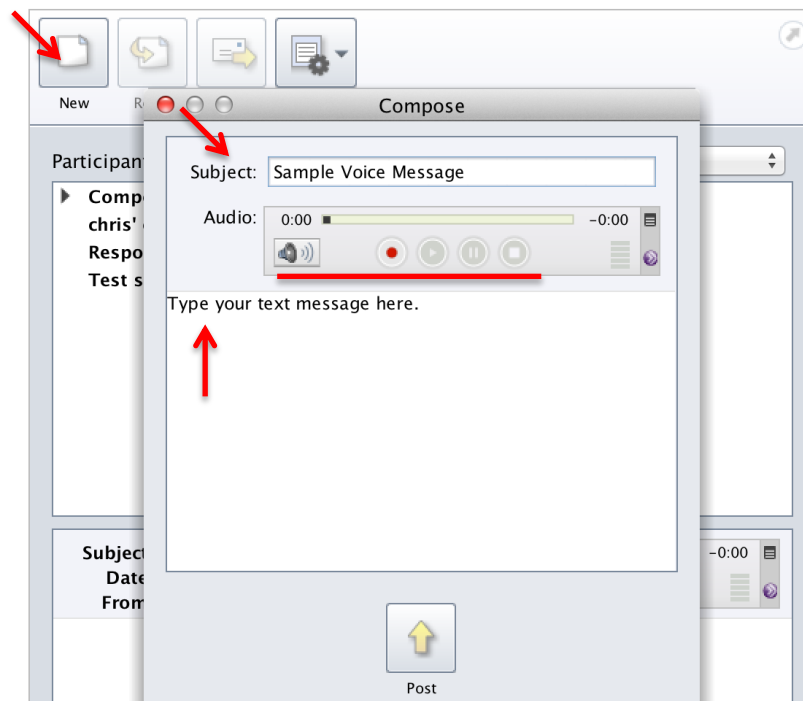 New R
Compose
Participan
Subject: Sample Voice Message
Comp
Audio: 0:00 -0:00
chris'
Respo
Test s
Type your text message here.
Subject -0:00
Date
From
Post